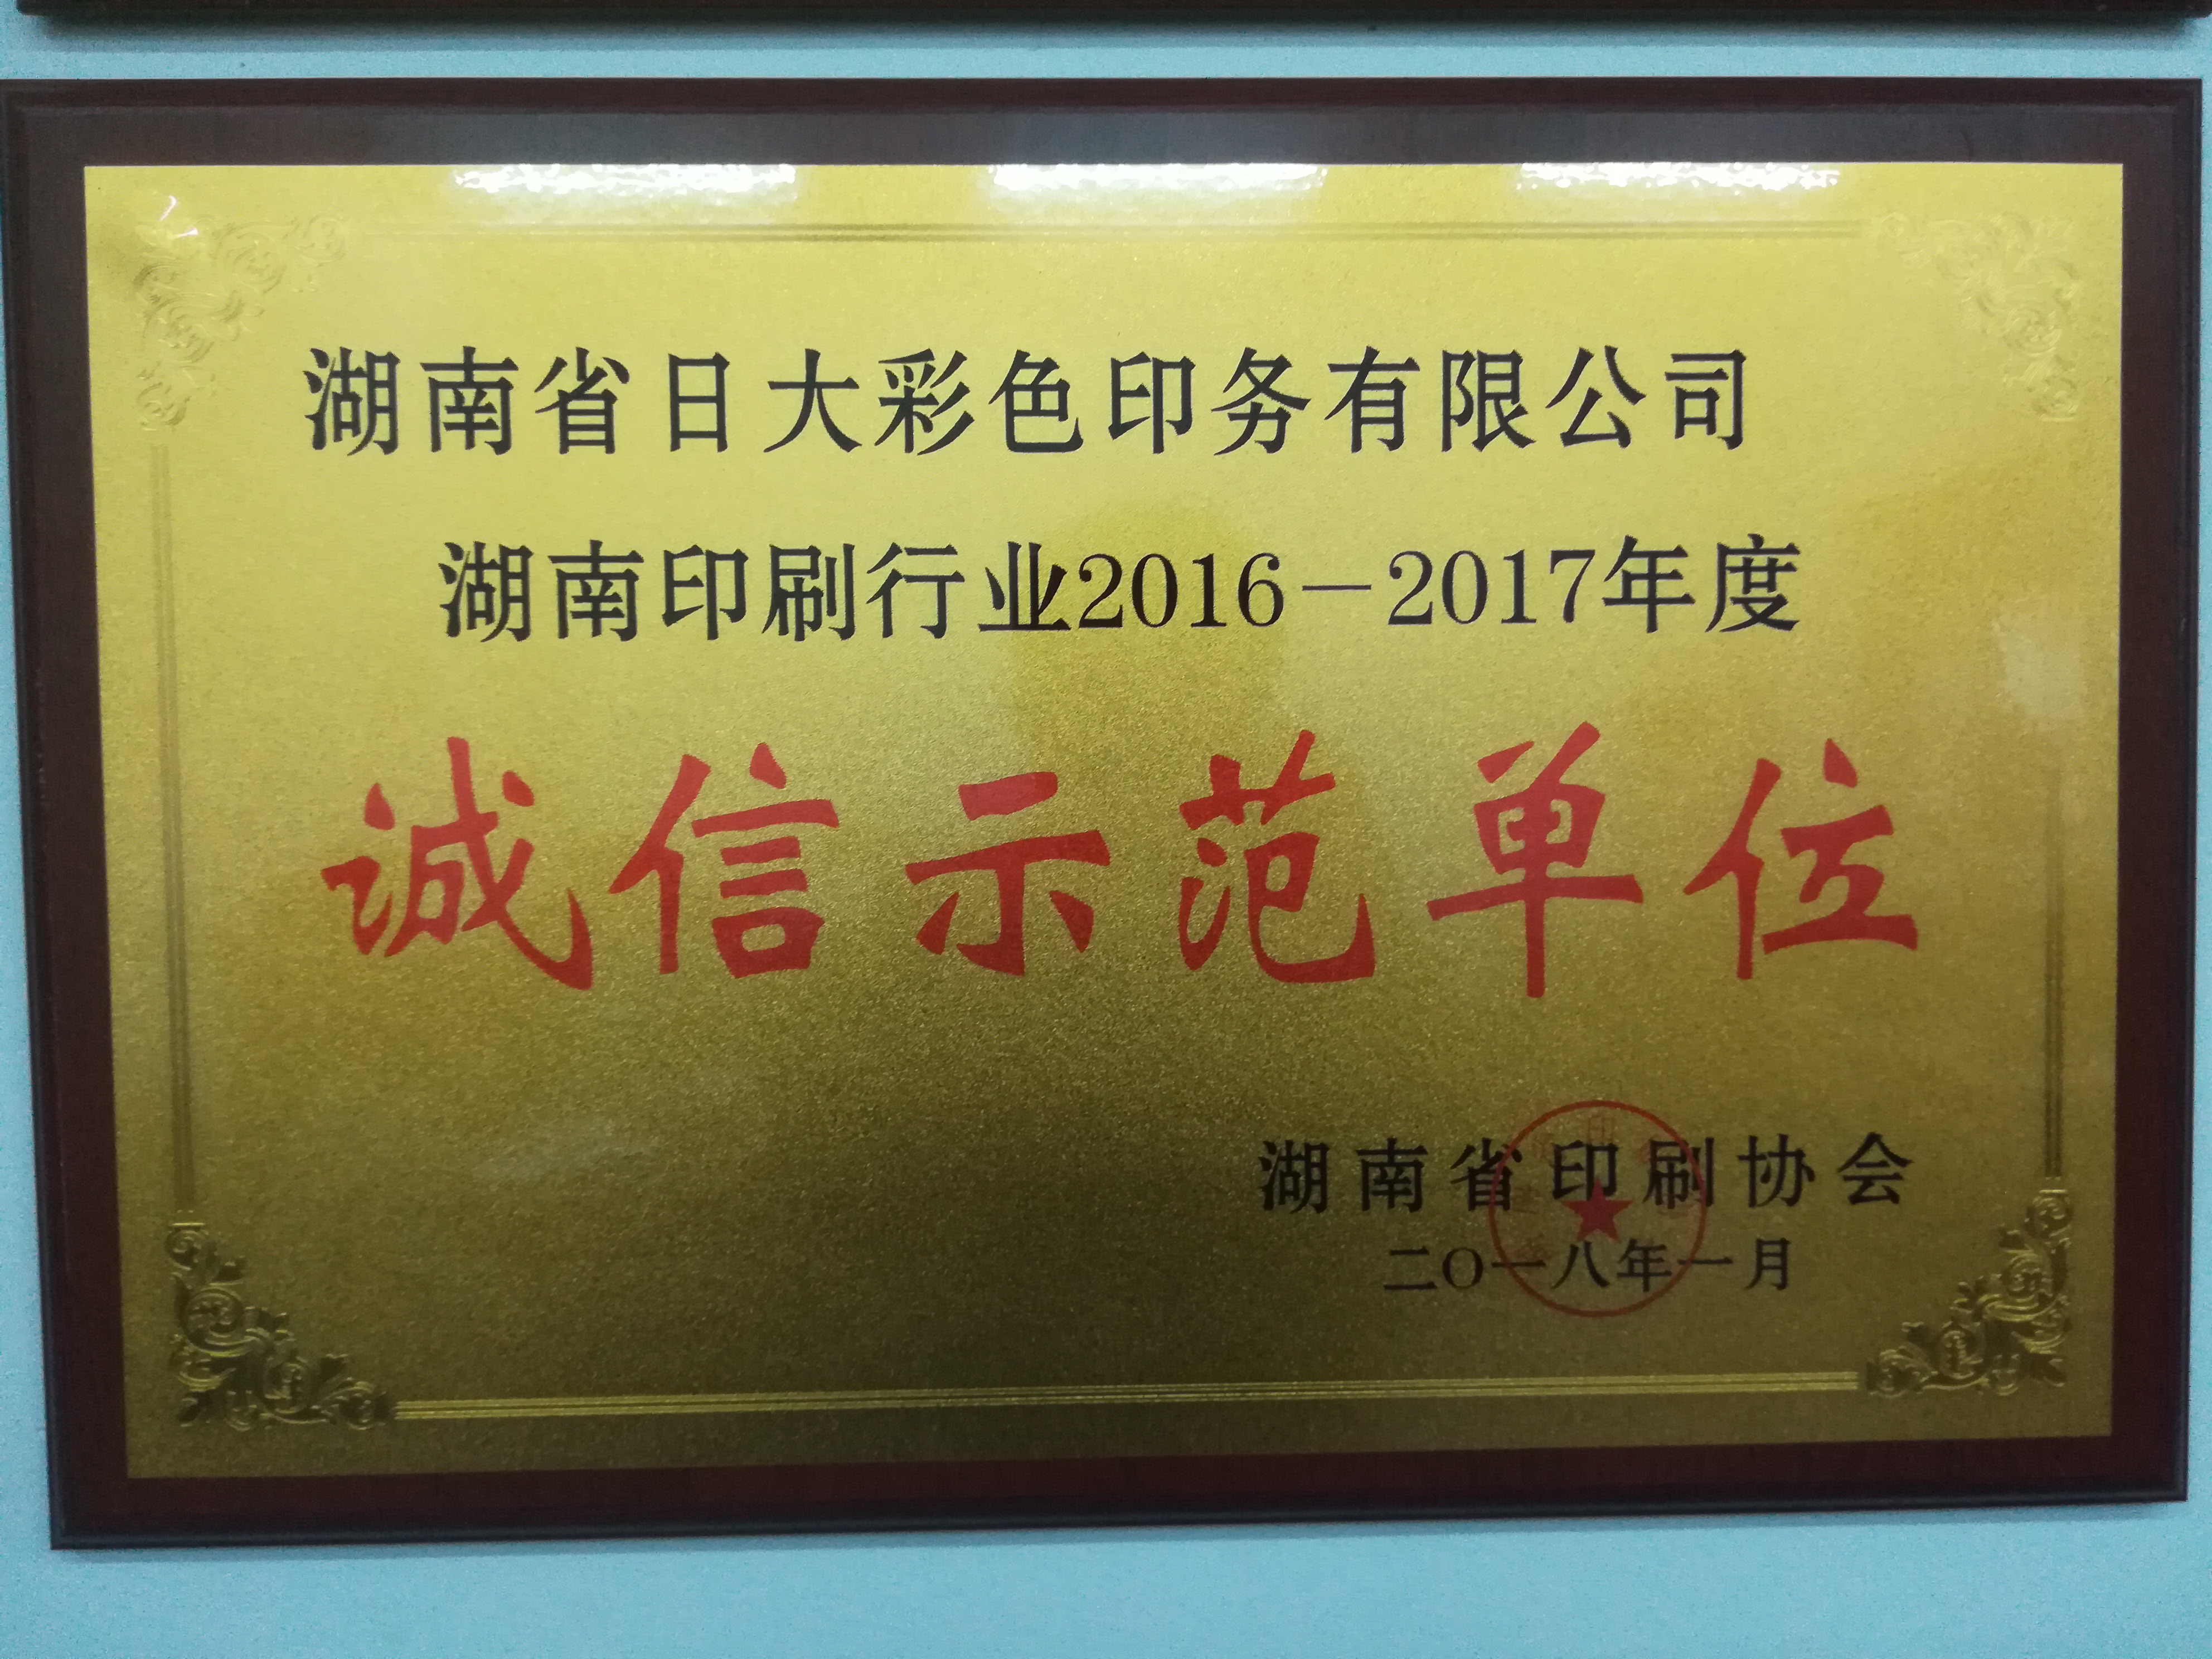 湖南省日大彩色印务有限公司
湖南印刷行业2016－2017年度
诚信示范单位
湖南省印刷协会
二〇一八年一月